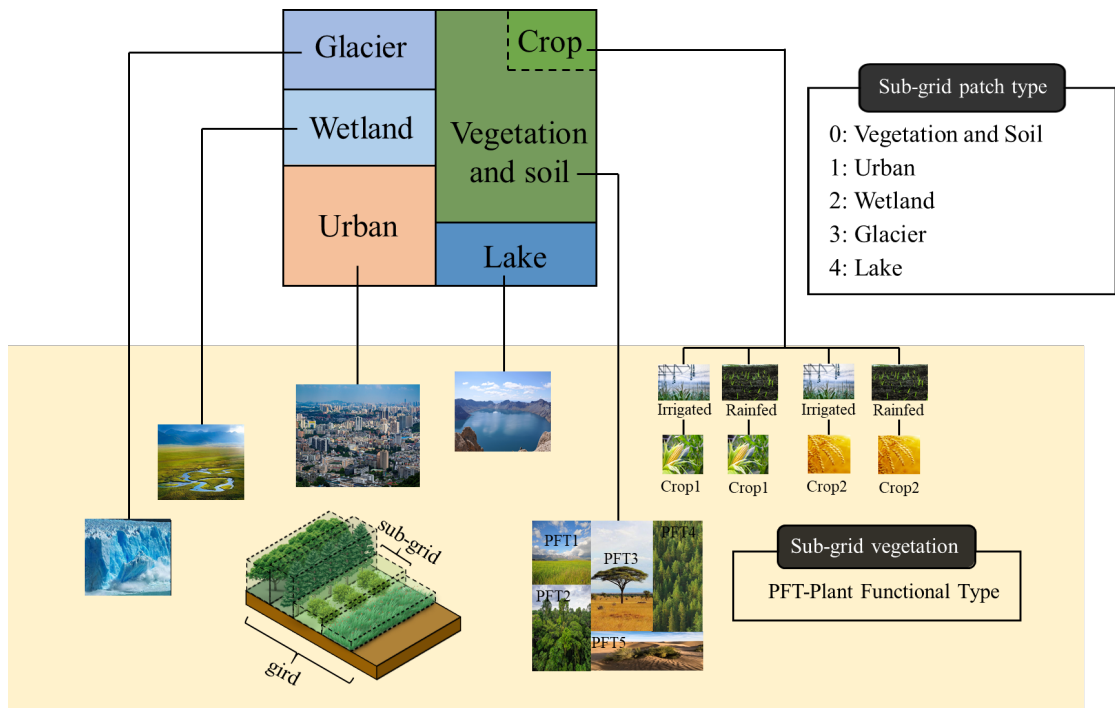 Glacier
Crop
Wetland
Vegetation
and soil
Urban
Lake
Sub-grid patch type
0: Vegetation and Soil
1: Urban
2: Wetland
3: Glacier
4: Lake
Irrigated
Rainfed
Irrigated
Rainfed
Crop1
Crop1
Crop2
Crop2
sub-grid
gird
PFT1
PFT3
PFT4
PFT2
PFT5
Sub-grid vegetation
PFT-Plant Functional Type